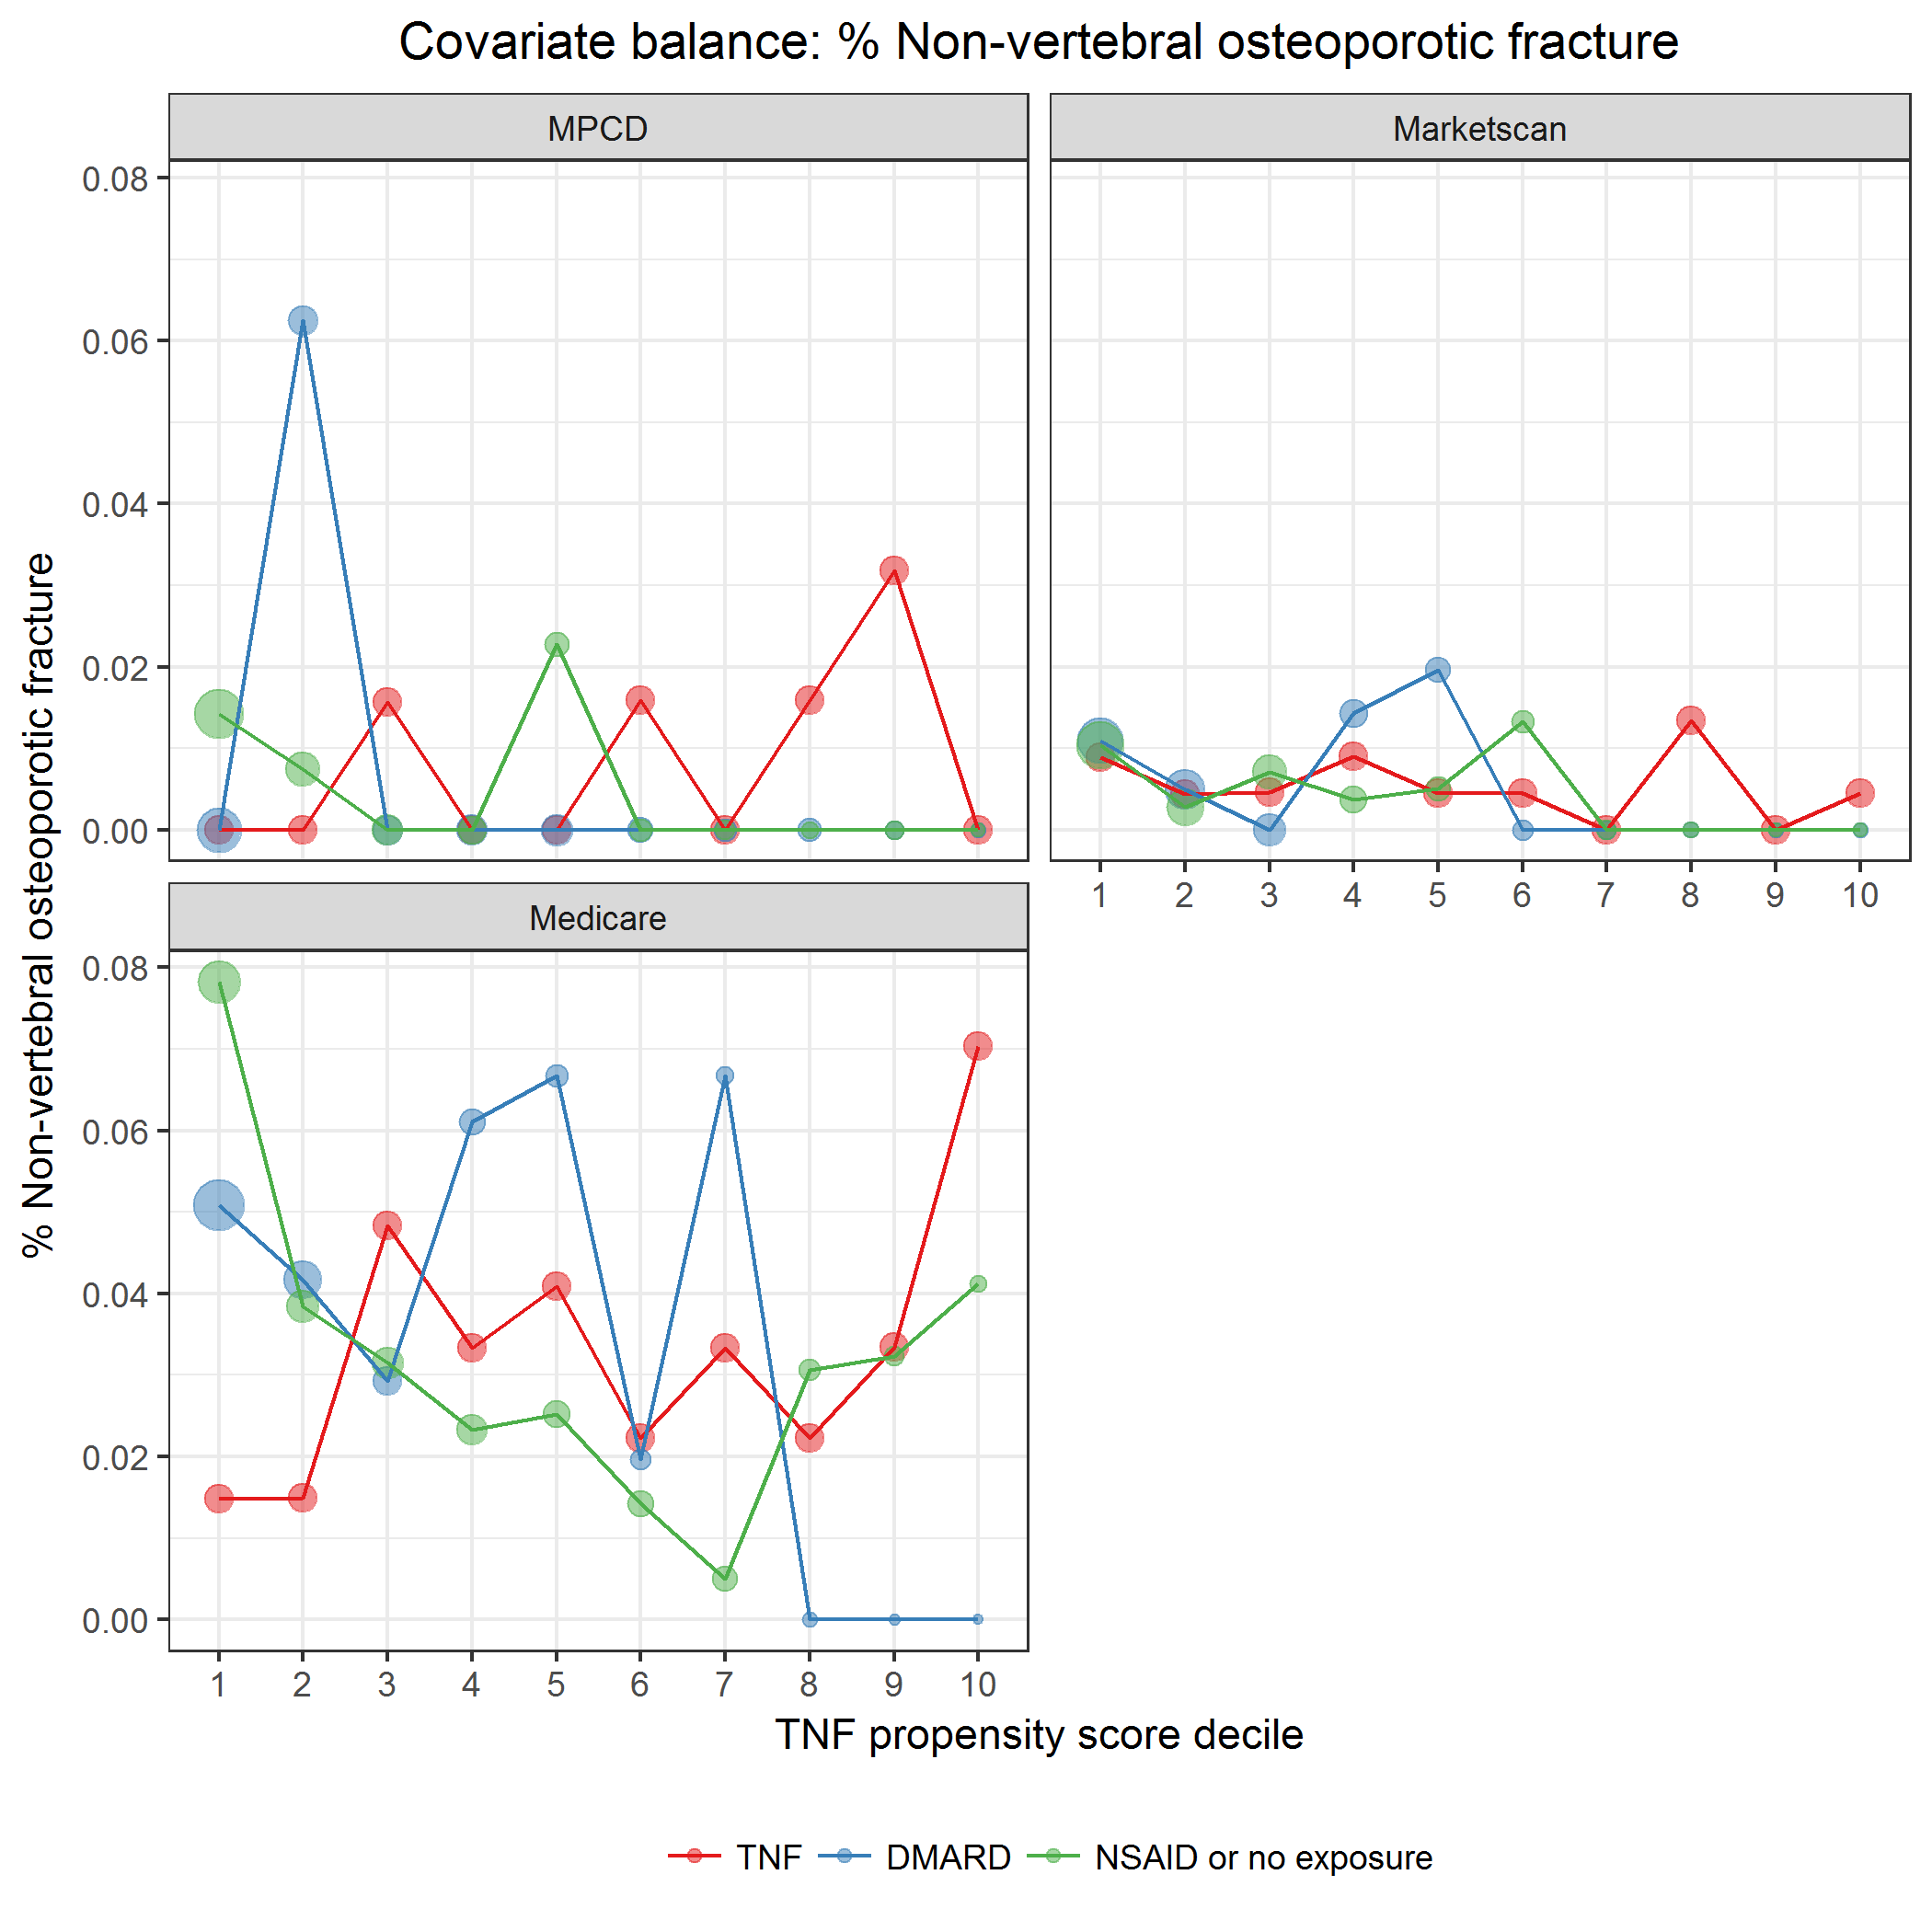 Covariate balance: % Non-vertebral osteoporotic fracture
MPCD
Marketscan
0.08
0.06
0.04
0.02
0.00
1 2 3 4 5 6 7 8 9 10
Medicare
0.08
0.06
0.04
0.02
0.00
1 2 3 4 5 6 7 8 9 10
% Non-vertebral osteoporotic fracture
TNF propensity score decile
TNF DMARD NSAID or no exposure